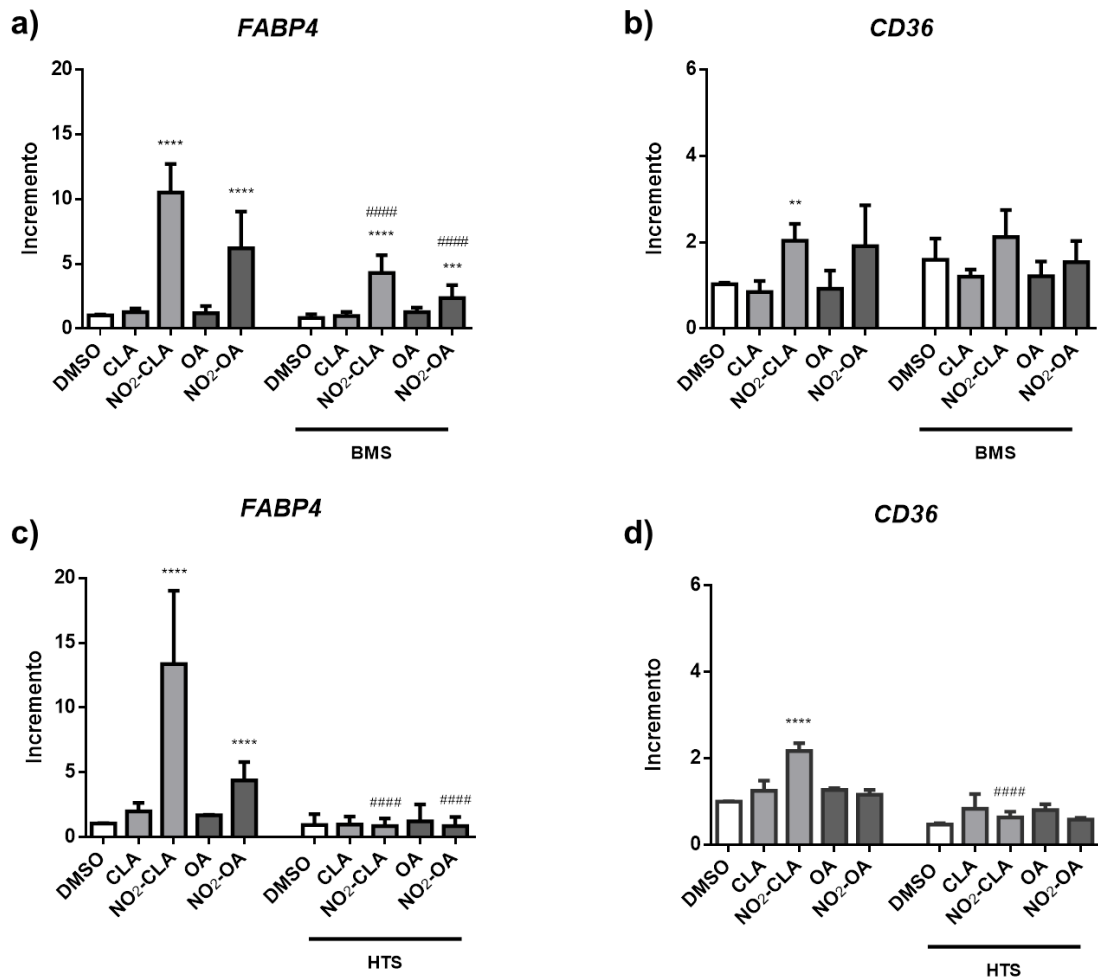 a)
FABP4
Incremento
20
15
10
5
0
****
****
####
****
####
***
DMSO
CLA
NO₂-CLA
OA
NO₂-OA
DMSO
CLA
NO₂-CLA
OA
NO₂-OA
BMS
b)
CD36
Incremento
6
4
2
0
**
DMSO
CLA
NO₂-CLA
OA
NO₂-OA
DMSO
CLA
NO₂-CLA
OA
NO₂-OA
BMS
c)
FABP4
Incremento
20
15
10
5
0
****
****
####
####
DMSO
CLA
NO₂-CLA
OA
NO₂-OA
DMSO
CLA
NO₂-CLA
OA
NO₂-OA
HTS
d)
CD36
Incremento
6
4
2
0
****
####
DMSO
CLA
NO₂-CLA
OA
NO₂-OA
DMSO
CLA
NO₂-CLA
OA
NO₂-OA
HTS